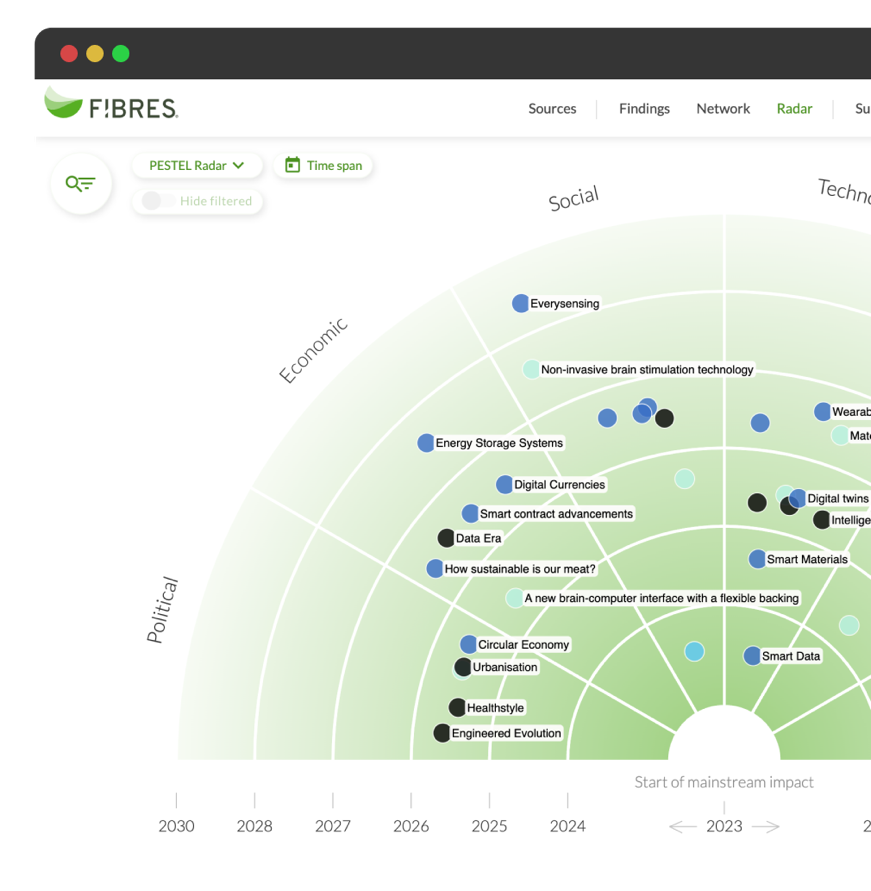 F!BRES
Sources
Findings
Network
Radar
Su
PESTEL Radar
Time span
Hide filtered
Social
Techno
Economic
Political
Everysensing
Non-invasive brain stimulation technology
Wearab
Mate
Energy Storage Systems
Digital Currencies
Digital twins
Smart contract advancements
Intellige
Data Era
Smart Materials
How sustainable is our meat?
A new brain-computer interface with a flexible backing
Circular Economy
Smart Data
Urbanisation
Healthstyle
Engineered Evolution
Start of mainstream impact
2030
2028
2027
2026
2025
2024
2023
2